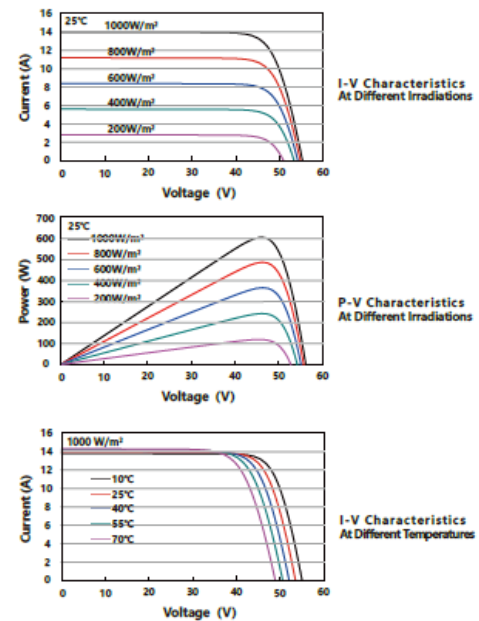 16
25℃
1000W/m²
14
12
800W/m²
10
600W/m²
8
6
400W/m²
4
200W/m²
2
0
Current (A)
0 10 20 30 40 50 60
Voltage (V)
I-V Characteristics
At Different Irradiations
700
25℃
600
1000W/m²
500
800W/m²
400
600W/m²
300
400W/m²
200
200W/m²
100
0
Power (W)
0 10 20 30 40 50 60
Voltage (V)
P-V Characteristics
At Different Irradiations
16
1000 W/m²
14
12
10
8
6
4
2
0
10℃
25℃
40℃
55℃
70℃
Current (A)
0 10 20 30 40 50 60
Voltage (V)
I-V Characteristics
At Different Temperatures